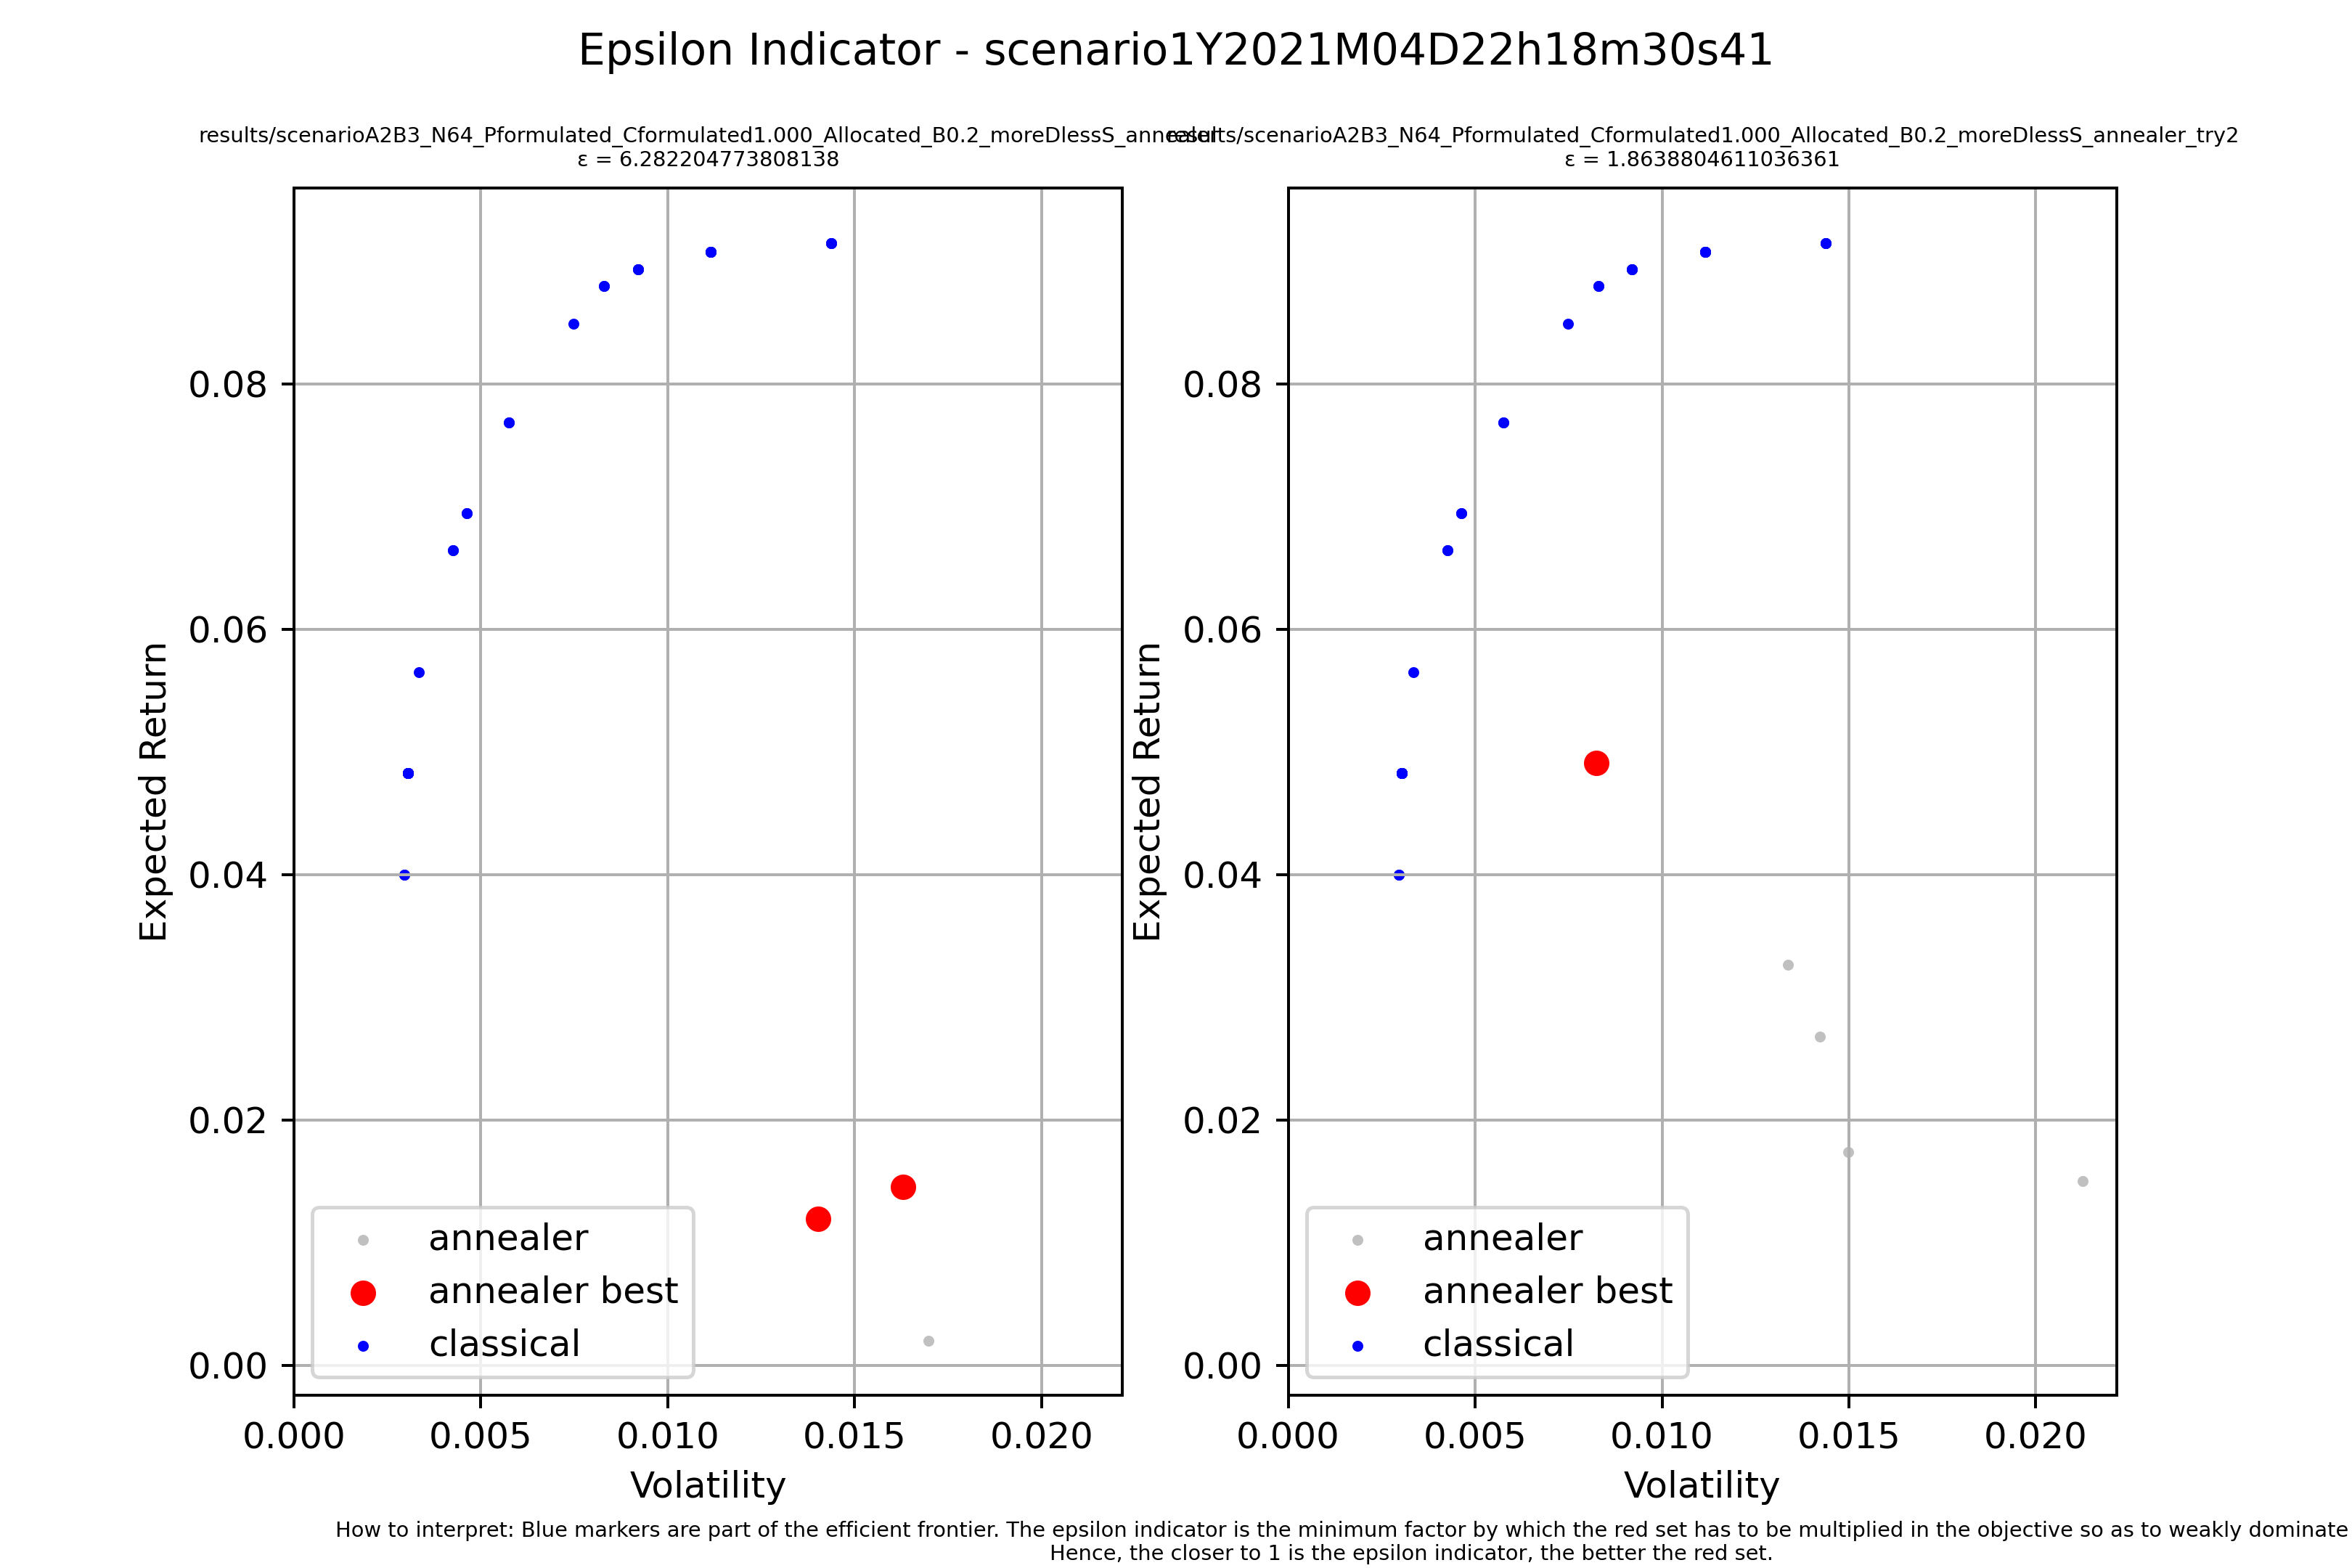 Epsilon Indicator - scenario1Y2021M04D22h18m30s41
results/scenarioA2B3_N64_Pformulated_Cformulated1.000_Allocated_B0.2_moreDlessS_annealer
ε = 6.282204773808138
results/scenarioA2B3_N64_Pformulated_Cformulated1.000_Allocated_B0.2_moreDlessS_annealer_try2
ε = 1.8638804611036361
Expected Return
0.08
0.06
0.04
0.02
0.00
annealer
annealer best
classical
0.000 0.005 0.010 0.015 0.020
Volatility
Expected Return
0.08
0.06
0.04
0.02
0.00
annealer
annealer best
classical
0.000 0.005 0.010 0.015 0.020
Volatility
How to interpret: Blue markers are part of the efficient frontier. The epsilon indicator is the minimum factor by which the red set has to be multiplied in the objective so as to weakly dominate
Hence, the closer to 1 is the epsilon indicator, the better the red set.